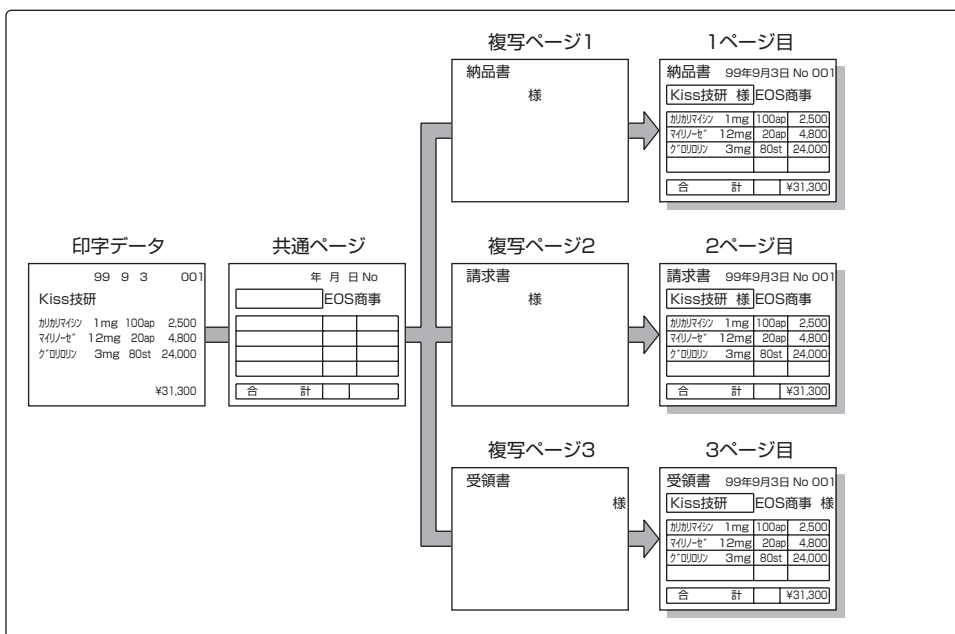 複写ページ1
納品書
様
1ページ目
納品書 99年9月3日 No 001
Kiss技研 様 EOS商事
ｶﾘｶﾘﾏｲｼﾝ 1mg 100ap 2,500
ﾏｲﾘﾉｰｾﾞ 12mg 20ap 4,800
ｸﾞﾛﾘﾛﾘﾝ 3mg 80st 24,000
合 計 ¥31,300
印字データ
99 9 3 001
Kiss技研
ｶﾘｶﾘﾏｲｼﾝ 1mg 100ap 2,500
ﾏｲﾘﾉｰｾﾞ 12mg 20ap 4,800
ｸﾞﾛﾘﾛﾘﾝ 3mg 80st 24,000
¥31,300
共通ページ
年 月 日 No
EOS商事
合 計
複写ページ2
請求書
様
2ページ目
請求書 99年9月3日 No 001
Kiss技研 様 EOS商事
ｶﾘｶﾘﾏｲｼﾝ 1mg 100ap 2,500
ﾏｲﾘﾉｰｾﾞ 12mg 20ap 4,800
ｸﾞﾛﾘﾛﾘﾝ 3mg 80st 24,000
合 計 ¥31,300
複写ページ3
受領書
様
3ページ目
受領書 99年9月3日 No 001
Kiss技研 EOS商事 様
ｶﾘｶﾘﾏｲｼﾝ 1mg 100ap 2,500
ﾏｲﾘﾉｰｾﾞ 12mg 20ap 4,800
ｸﾞﾛﾘﾛﾘﾝ 3mg 80st 24,000
合 計 ¥31,300